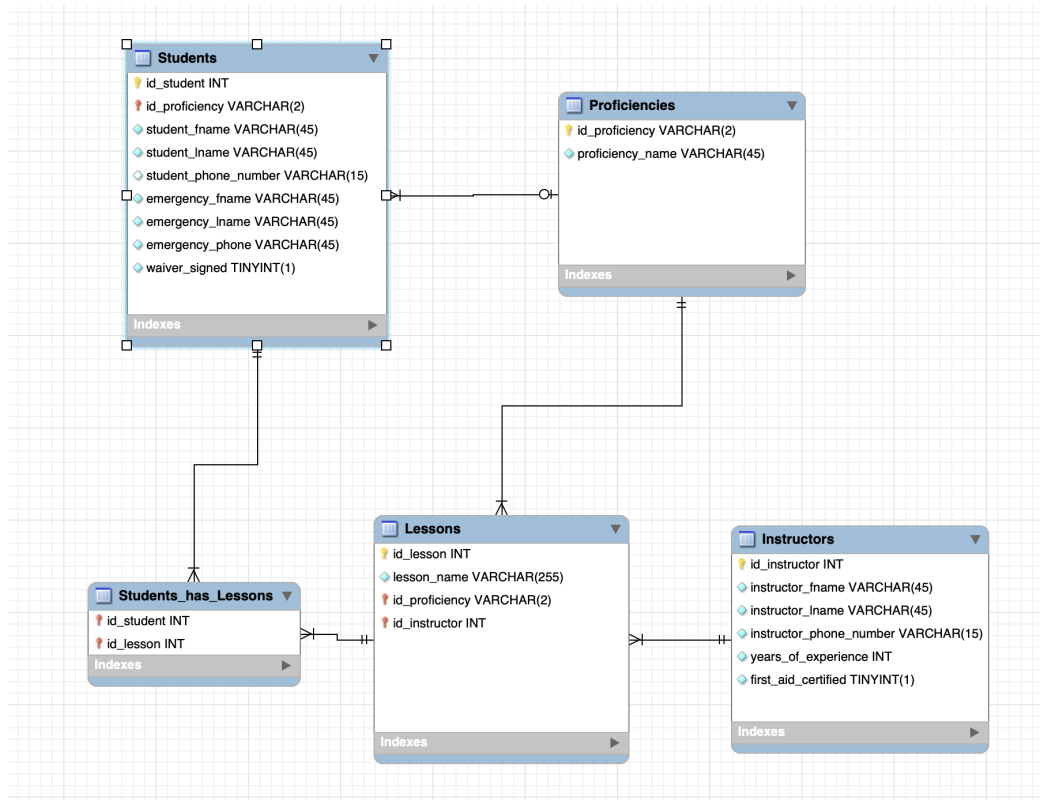 Students
id_student INT
id_proficiency VARCHAR(2)
student_fname VARCHAR(45)
student_lname VARCHAR(45)
student_phone_number VARCHAR(15)
emergency_fname VARCHAR(45)
emergency_lname VARCHAR(45)
emergency_phone VARCHAR(45)
waiver_signed TINYINT(1)
Indexes
Proficiencies
id_proficiency VARCHAR(2)
proficiency_name VARCHAR(45)
Indexes
Students_has_Lessons
id_student INT
id_lesson INT
Indexes
Lessons
id_lesson INT
lesson_name VARCHAR(255)
id_proficiency VARCHAR(2)
id_instructor INT
Indexes
Instructors
id_instructor INT
instructor_fname VARCHAR(45)
instructor_lname VARCHAR(45)
instructor_phone_number VARCHAR(15)
years_of_experience INT
first_aid_certified TINYINT(1)
Indexes